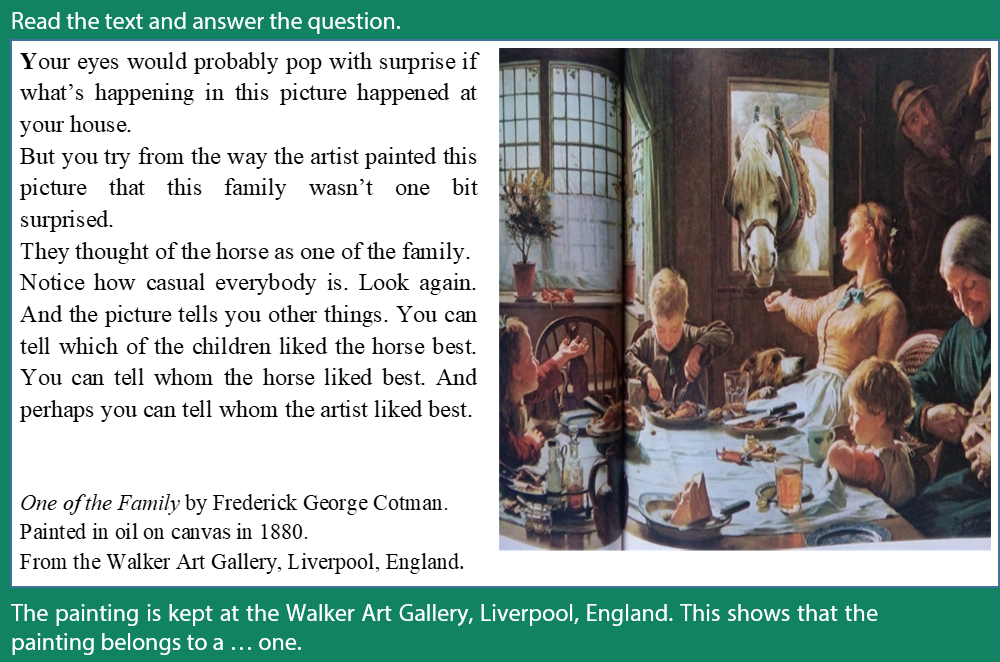 Read the text and answer the question.
Your eyes would probably pop with surprise if
what’s happening in this picture happened at
your house.
But you try from the way the artist painted this
picture that this family wasn’t one bit
surprised.
They thought of the horse as one of the family.
Notice how casual everybody is. Look again.
And the picture tells you other things. You can
tell which of the children liked the horse best.
You can tell whom the horse liked best. And
perhaps you can tell whom the artist liked best.
One of the Family by Frederick George Cotman.
Painted in oil on canvas in 1880.
From the Walker Art Gallery, Liverpool, England.
The painting is kept at the Walker Art Gallery, Liverpool, England. This shows that the
painting belongs to a … one.